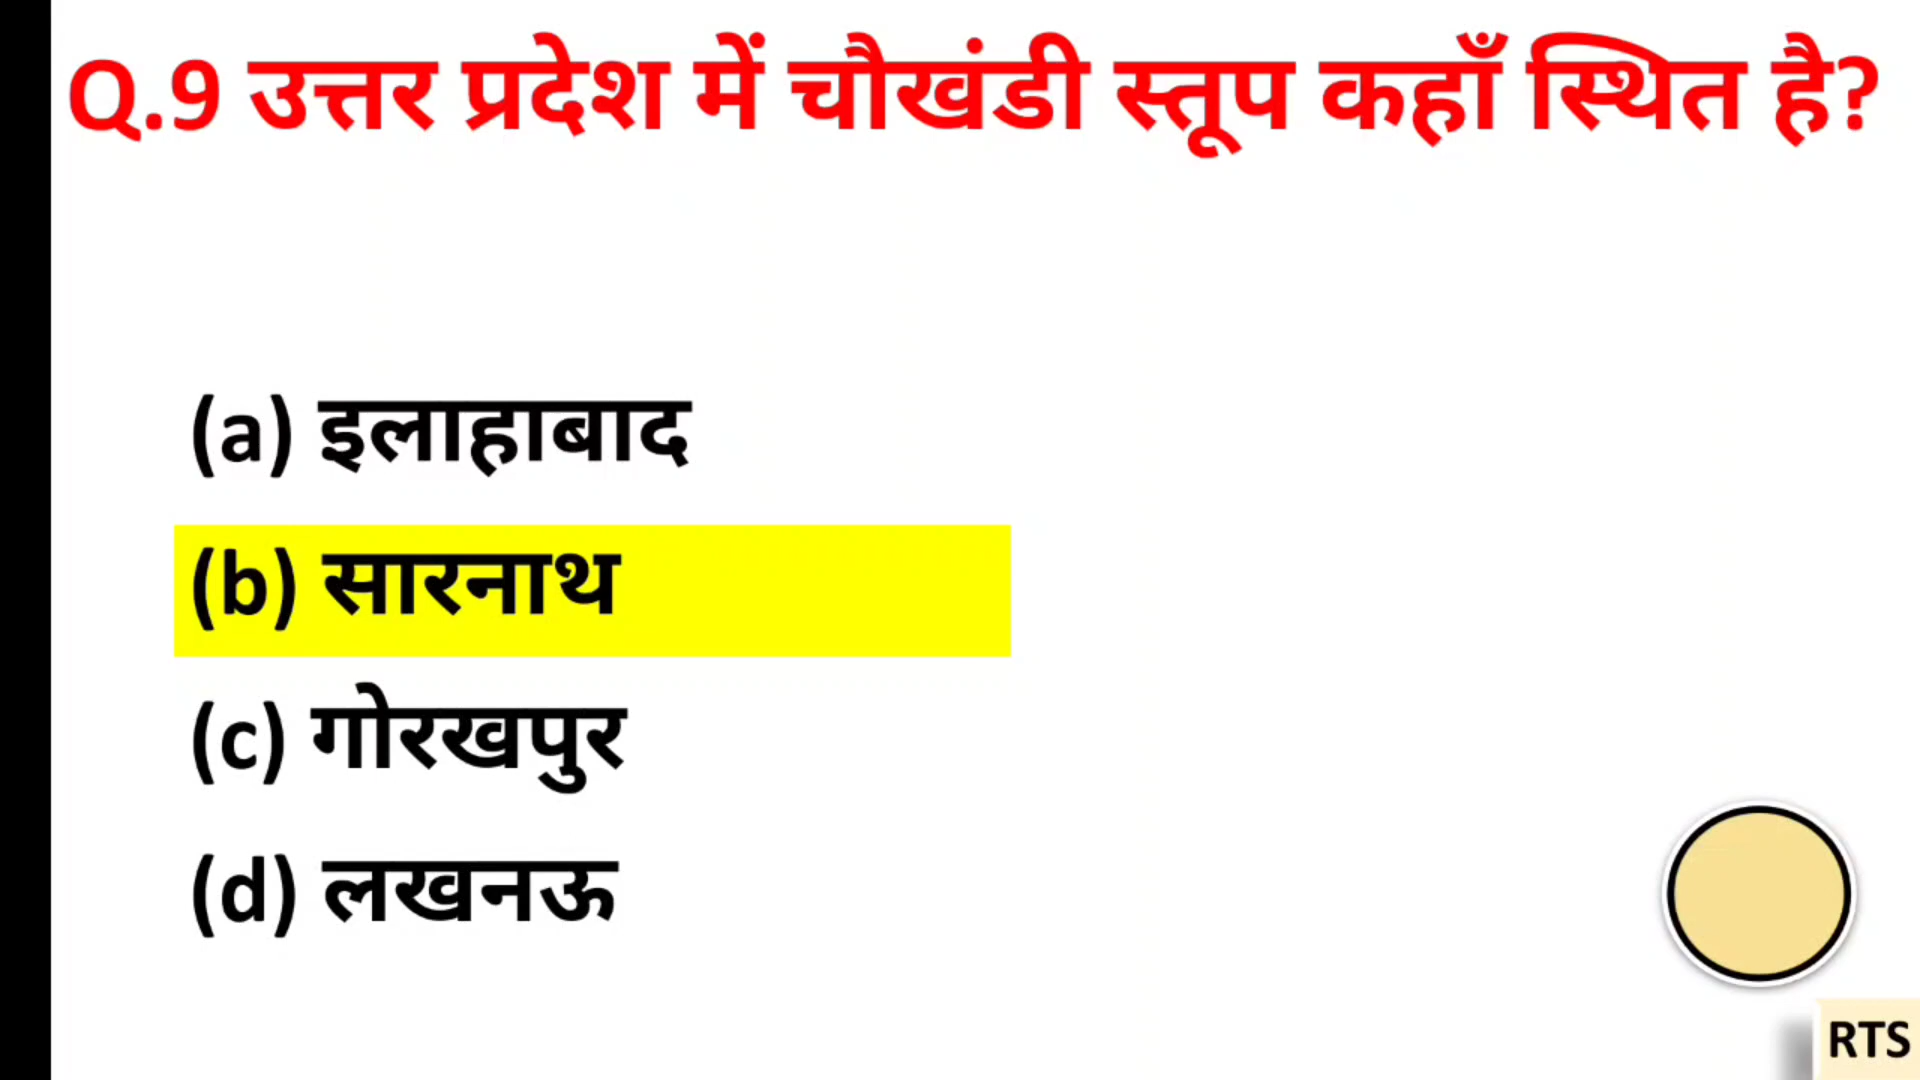 Q.9 उत्तर प्रदेश में चौखंडी स्तूप कहाँ स्थित है?
(a) इलाहाबाद
(b) सारनाथ
(c) गोरखपुर
(d) लखनऊ
RTS